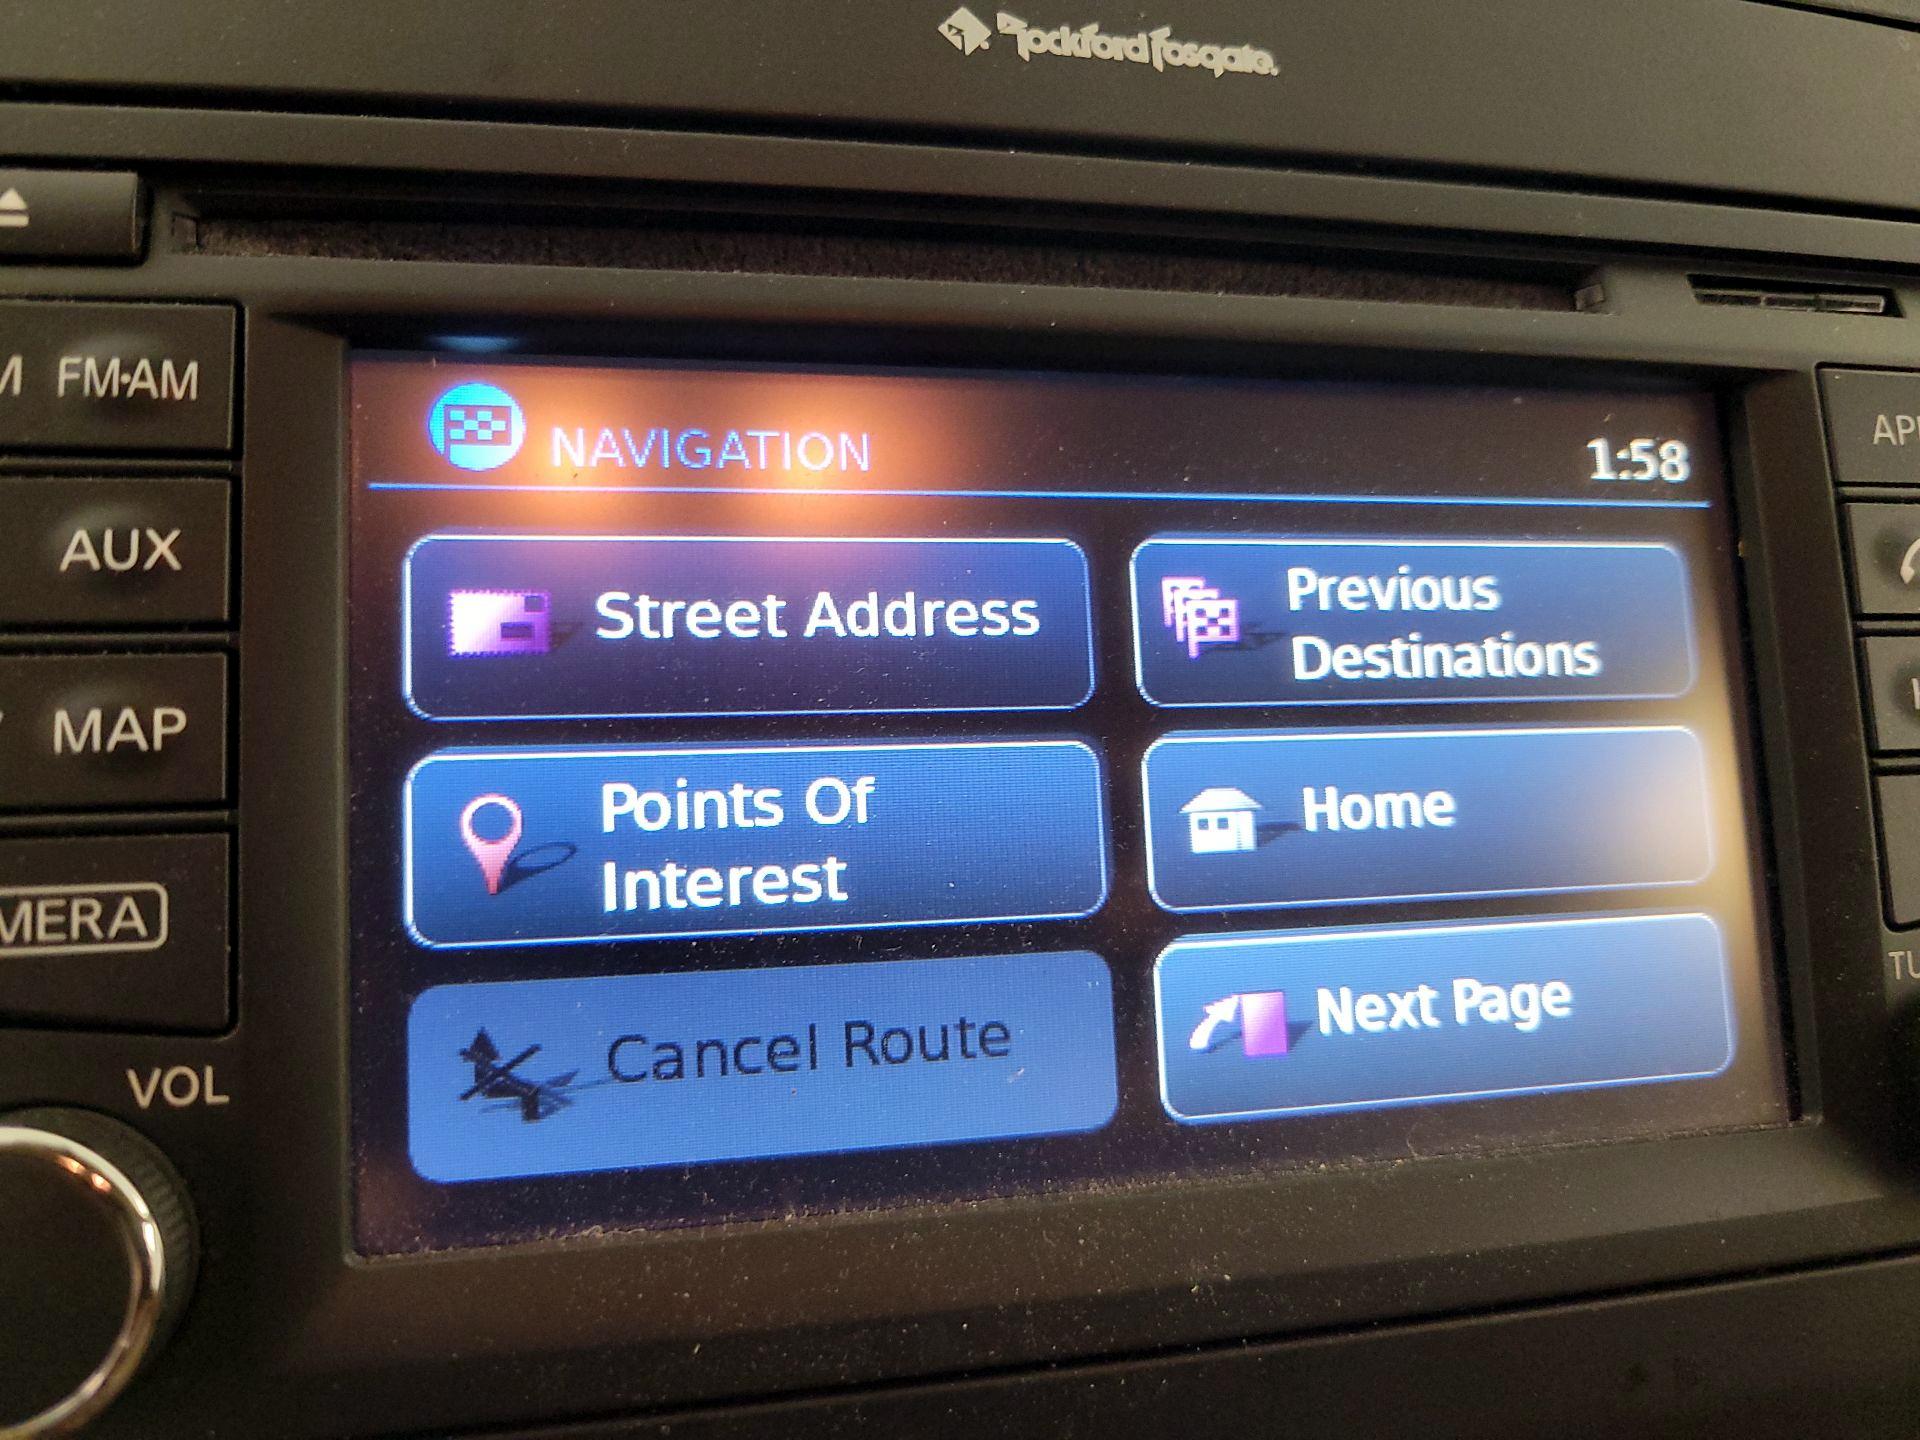 Rockford Fosgate
FM•AM
AUX
MAP
VOL
NAVIGATION
1:58
Street Address
Previous
Destinations
Points Of
Interest
Home
Cancel Route
Next Page